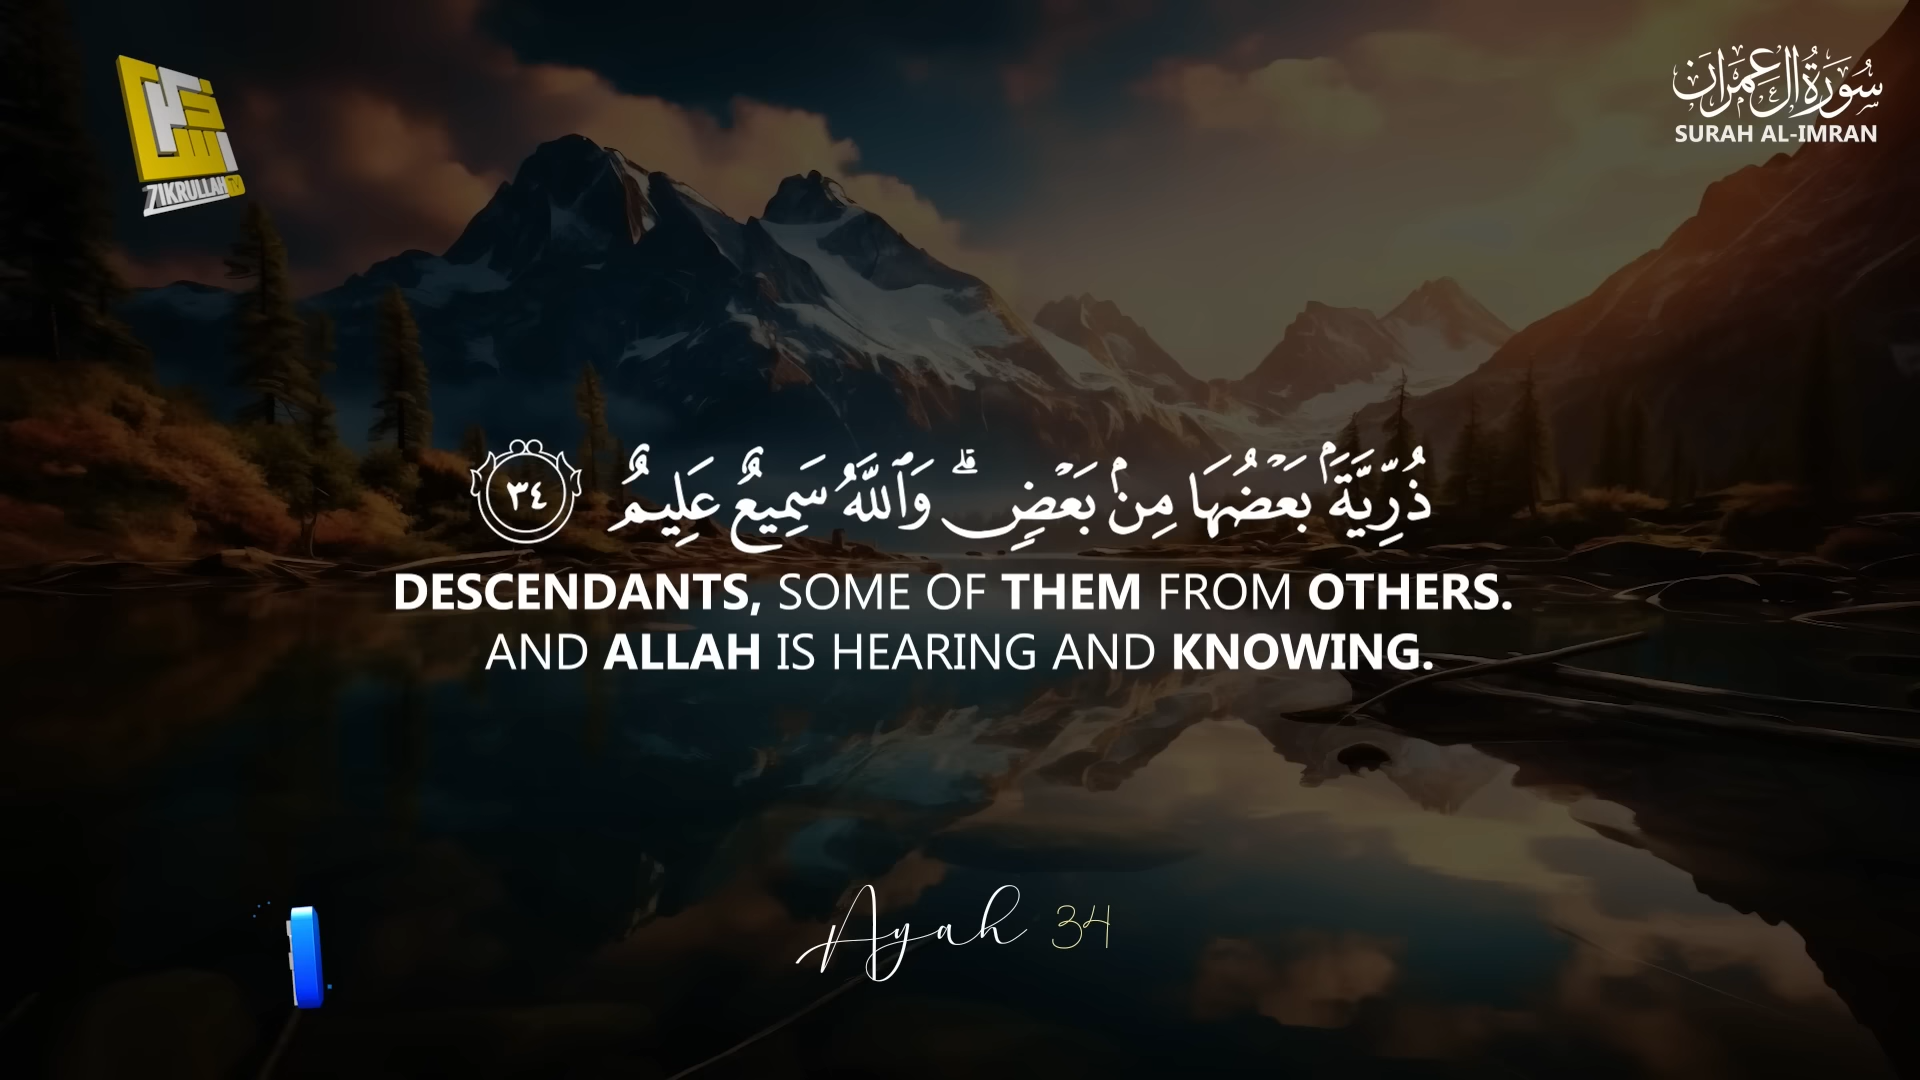 ZIKRULLAH TV
سُورَةُ آلِ عِمْرَان
SURAH AL-IMRAN
ذُرِّيَّةَۢ بَعۡضُهَا مِنۢ بَعۡضٖۗ وَٱللَّهُ سَمِيعٌ عَلِيمٌ ٣٤
DESCENDANTS, SOME OF THEM FROM OTHERS.
AND ALLAH IS HEARING AND KNOWING.
Ayah 34